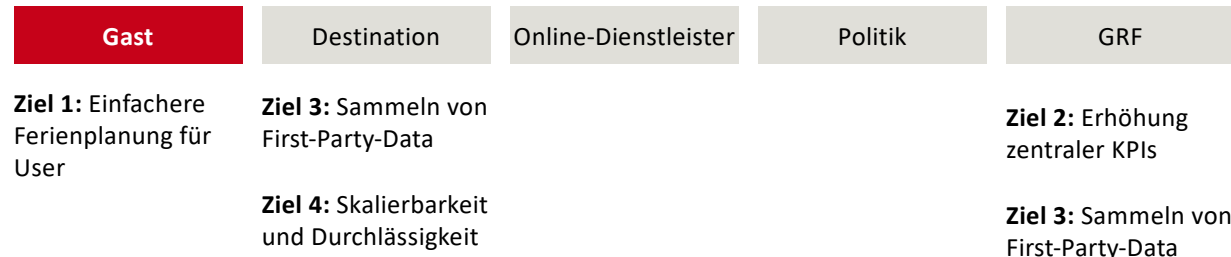 Gast
Destination
Online-Dienstleister
Politik
GRF
Ziel 1: Einfachere
Ferienplanung für
User
Ziel 3: Sammeln von
First-Party-Data
Ziel 4: Skalierbarkeit
und Durchlässigkeit
Ziel 2: Erhöhung
zentraler KPIs
Ziel 3: Sammeln von
First-Party-Data